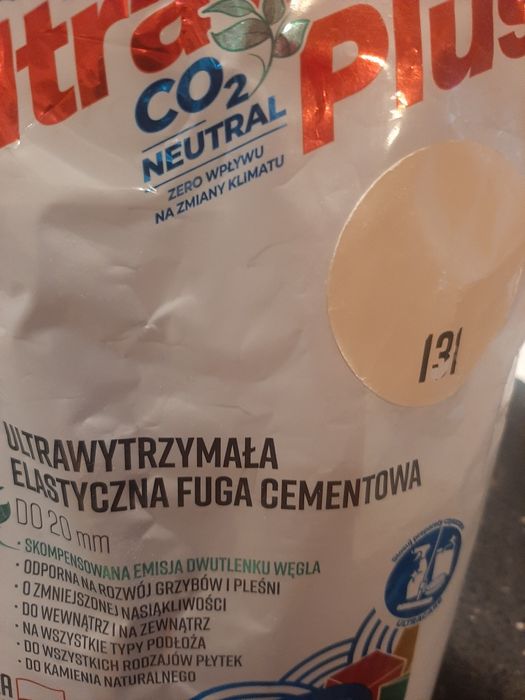 ltra Plus
CO2
NEUTRAL
ZERO WPŁYWU
NA ZMIANY KLIMATU
131
ULTRAWYTRZYMAŁA
ELASTYCZNA FUGA CEMENTOWA
DO 20 mm
• SKOMPENSOWANA EMISJA DWUTLENKU WĘGLA
• ODPORNA NA ROZWÓJ GRZYBÓW I PLEŚNI
• O ZMNIEJSZONEJ NASIĄKLIWOŚCI
• DO WEWNĄTRZ I NA ZEWNĄTRZ
• NA WSZYSTKIE TYPY PODŁOŻA
• DO WSZYSTKICH RODZAJÓW PŁYTEK
• DO KAMIENIA NATURALNEGO
ULTRACARE